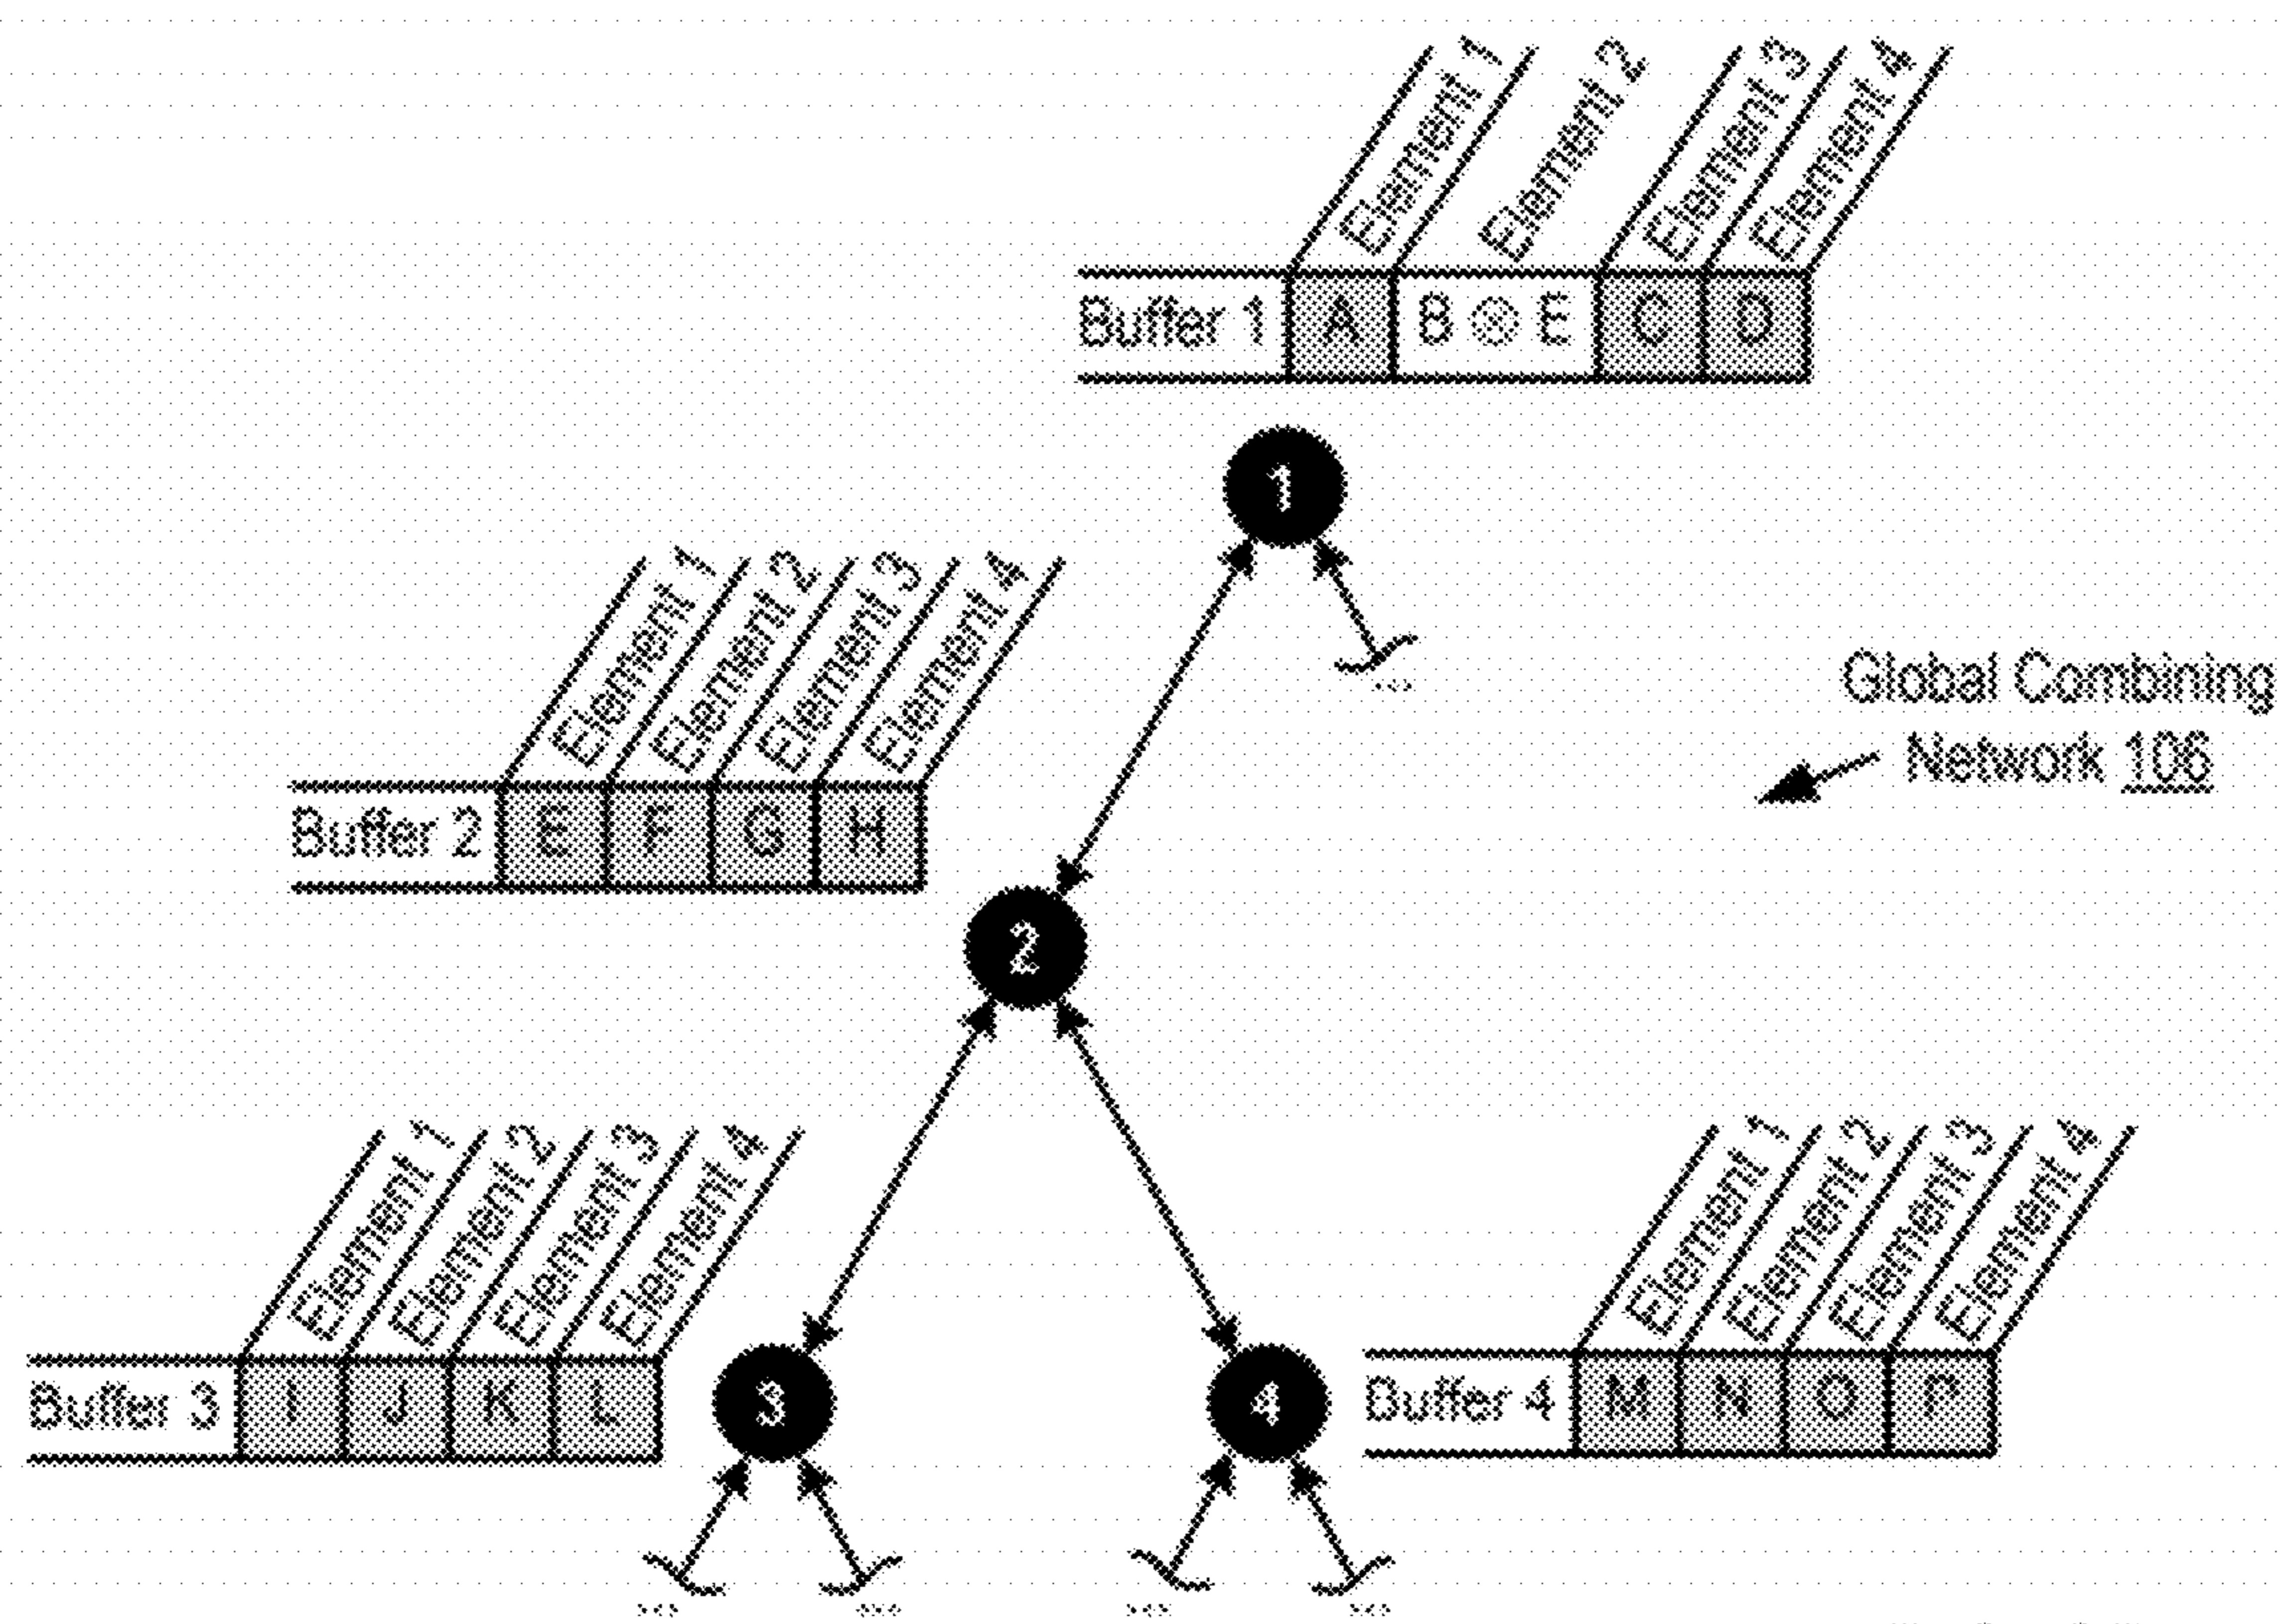 Element 1
Element 2
Element 3
Element 4
Buffer 1 A B ⊗ E C D
1
Global Combining
Network 106
Element 1
Element 2
Element 3
Element 4
Buffer 2 E F G H
2
Element 1
Element 2
Element 3
Element 4
Buffer 3 I J K L
3
4
Element 1
Element 2
Element 3
Element 4
Buffer 4 M N O P